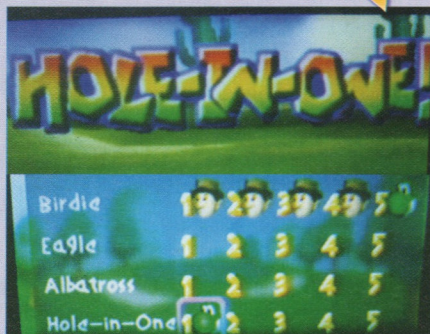 HOLE-IN-ONE!
Birdie 1 2 3 4 5 n
Eagle 1 2 3 4 5
Albatross 1 2 3 4 5
Hole-in-One 1 n 2 3 4 5